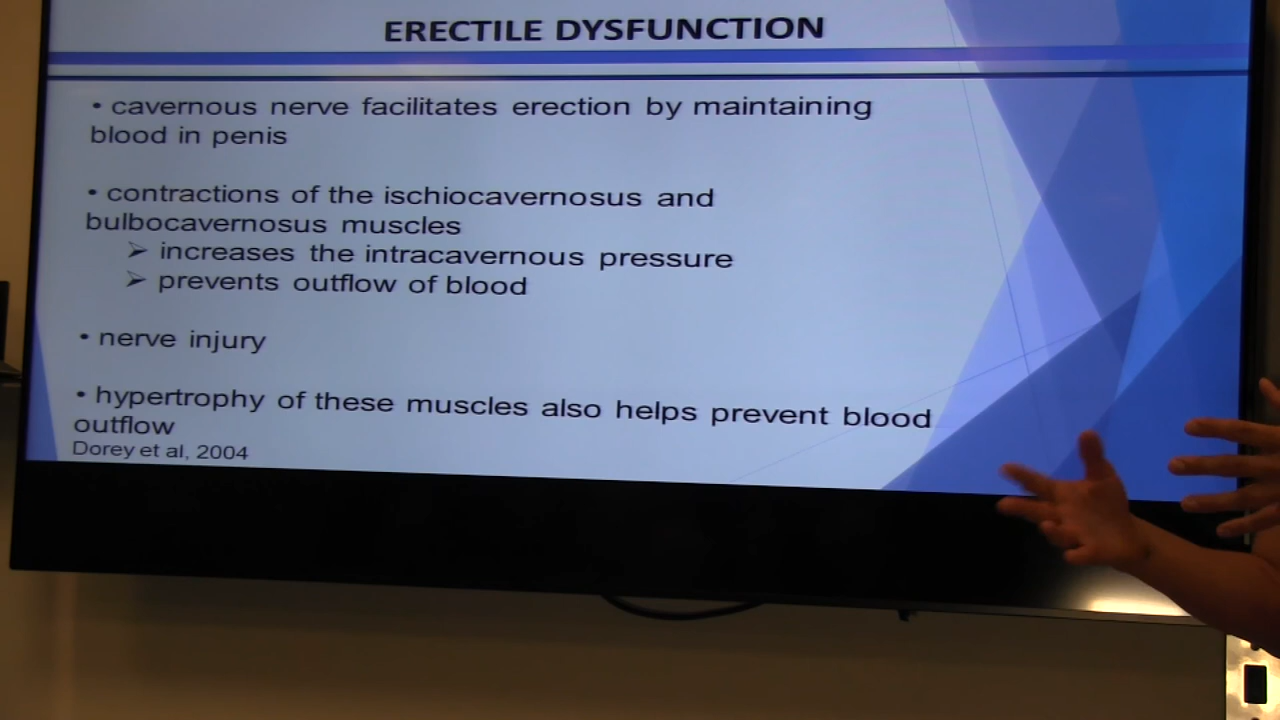 ERECTILE DYSFUNCTION
• cavernous nerve facilitates erection by maintaining
blood in penis
• contractions of the ischiocavernosus and
bulbocavernosus muscles
➢ increases the intracavernous pressure
➢ prevents outflow of blood
• nerve injury
• hypertrophy of these muscles also helps prevent blood
outflow
Dorey et al, 2004